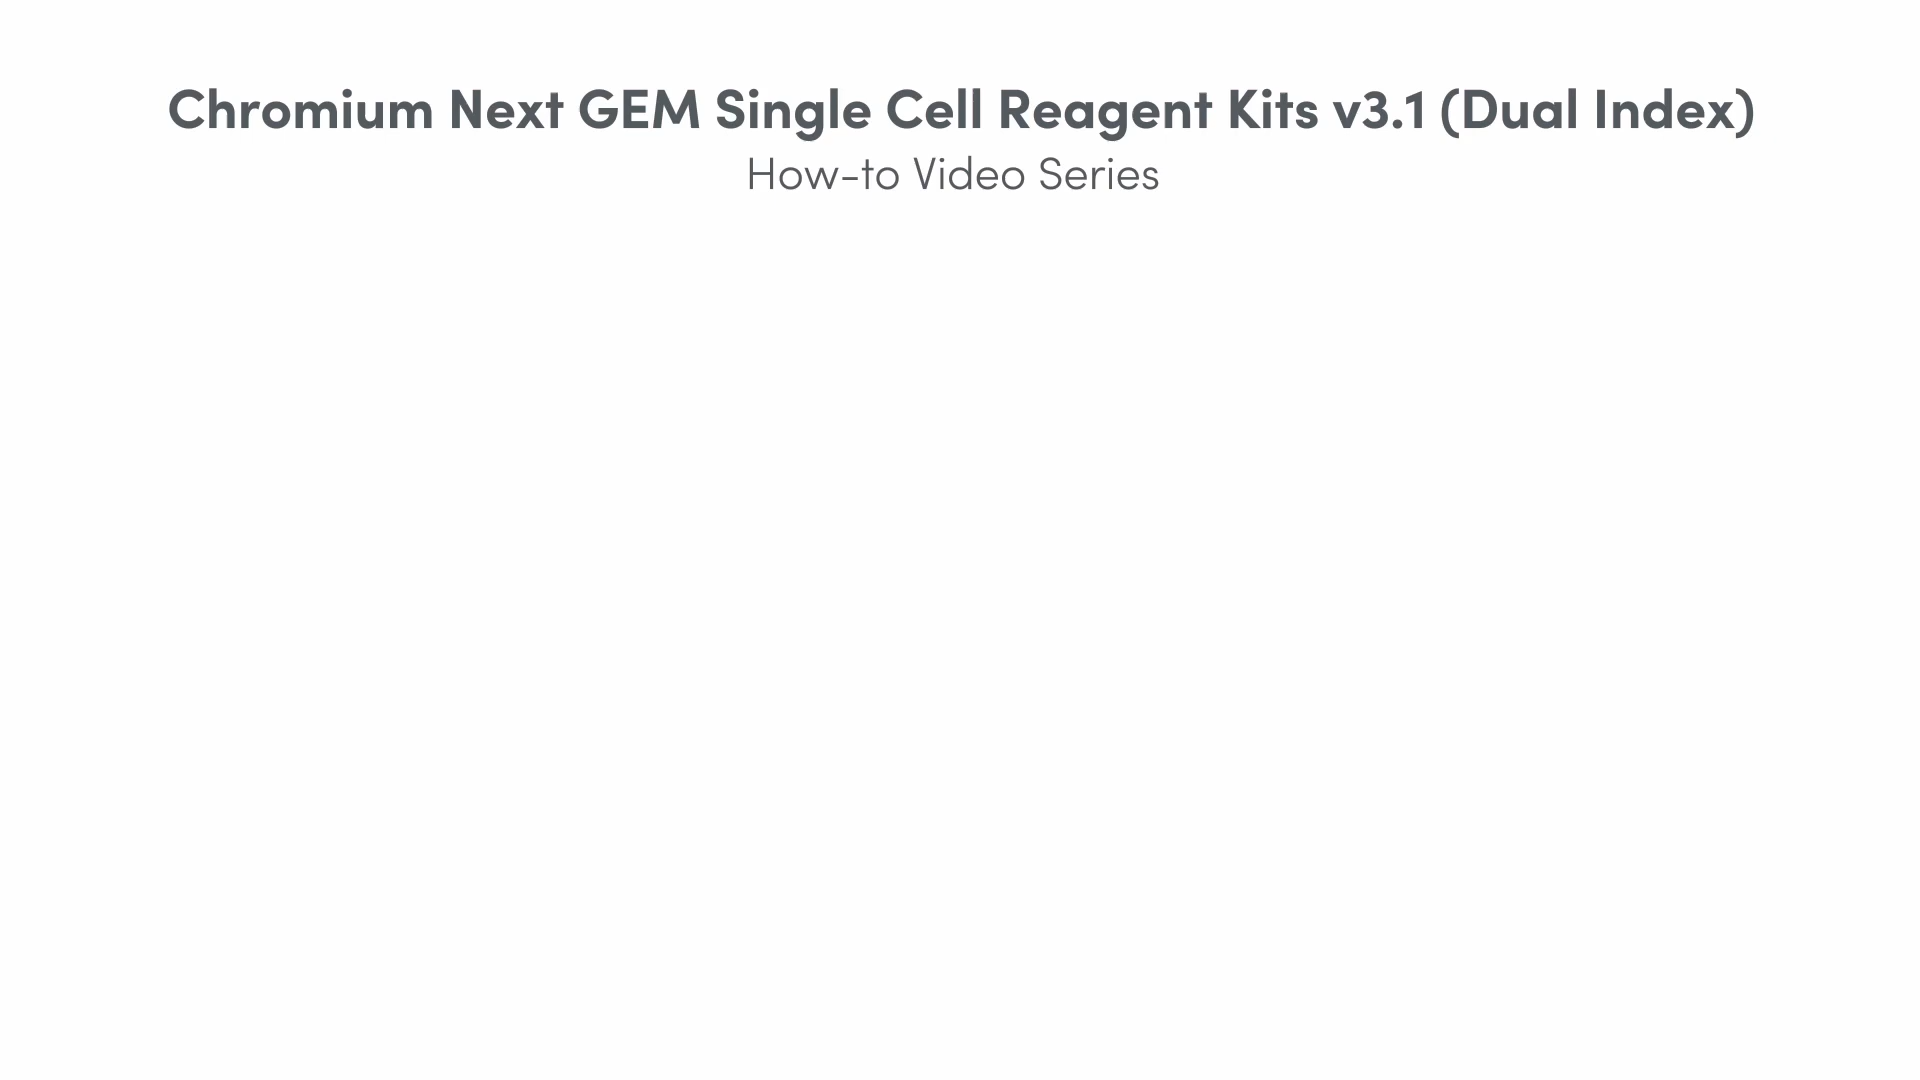 Chromium Next GEM Single Cell Reagent Kits v3.1 (Dual Index)
How-to Video Series